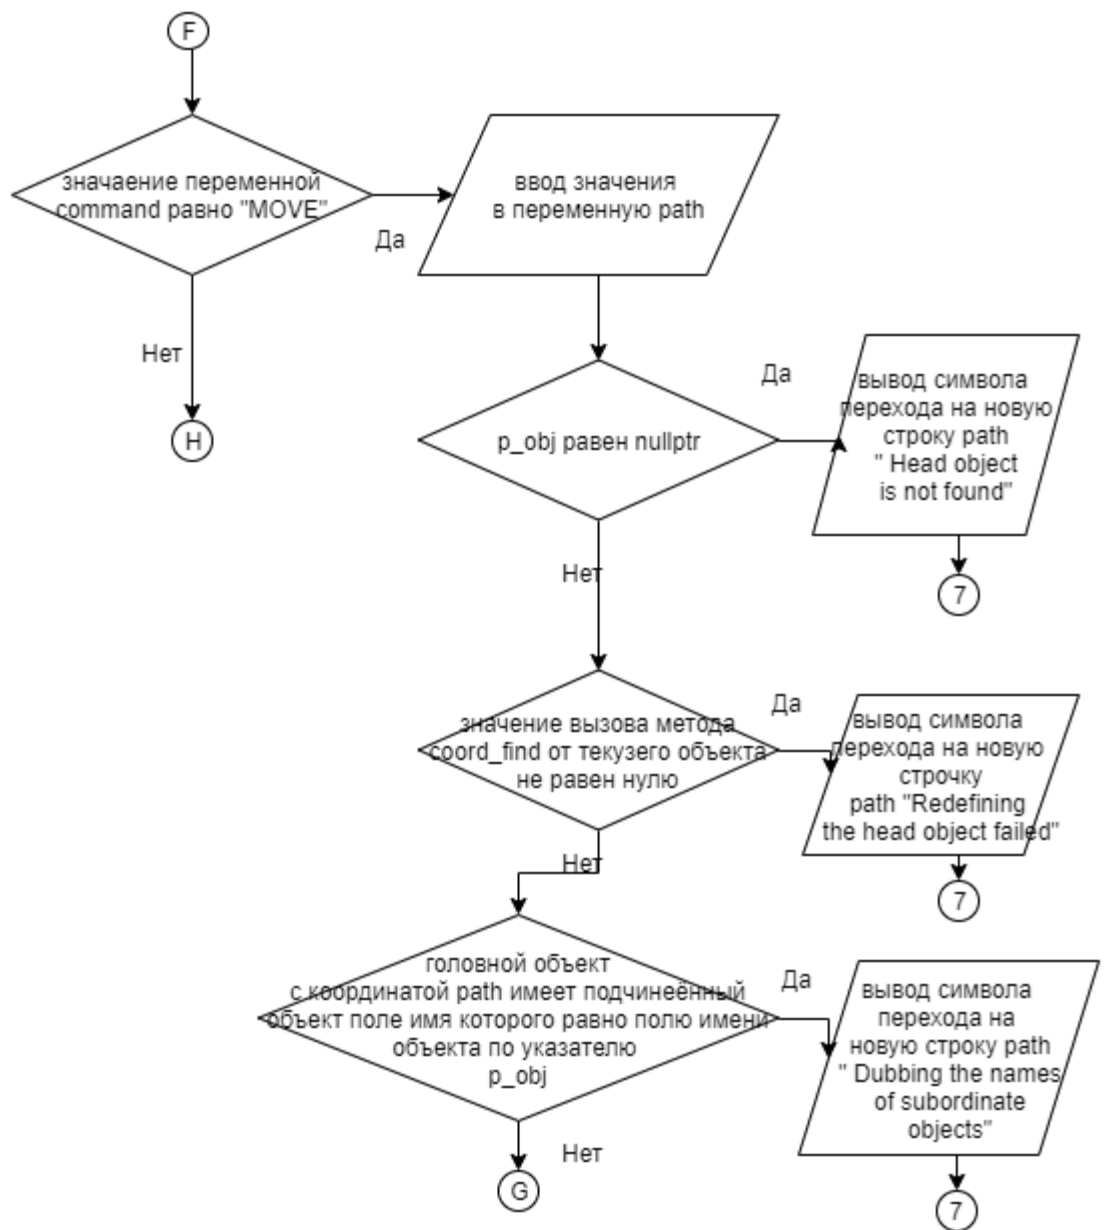 F
значаение переменной
command равно "MOVE"
Да
ввод значения
в переменную path
Нет
H
p_obj равен nullptr
Да
вывод символа
перехода на новую
строку path
" Head object
is not found"
7
Нет
значение вызова метода
coord_find от текузего объекта
не равен нулю
Да
вывод символа
перехода на новую
строчку
path "Redefining
the head object failed"
7
Нет
головной объект
с координатой path имеет подчинеённый
объект поле имя которого равно полю имени
объекта по указателю
p_obj
Да
вывод символа
перехода на
новую строку path
" Dubbing the names
of subordinate
objects"
7
Нет
G